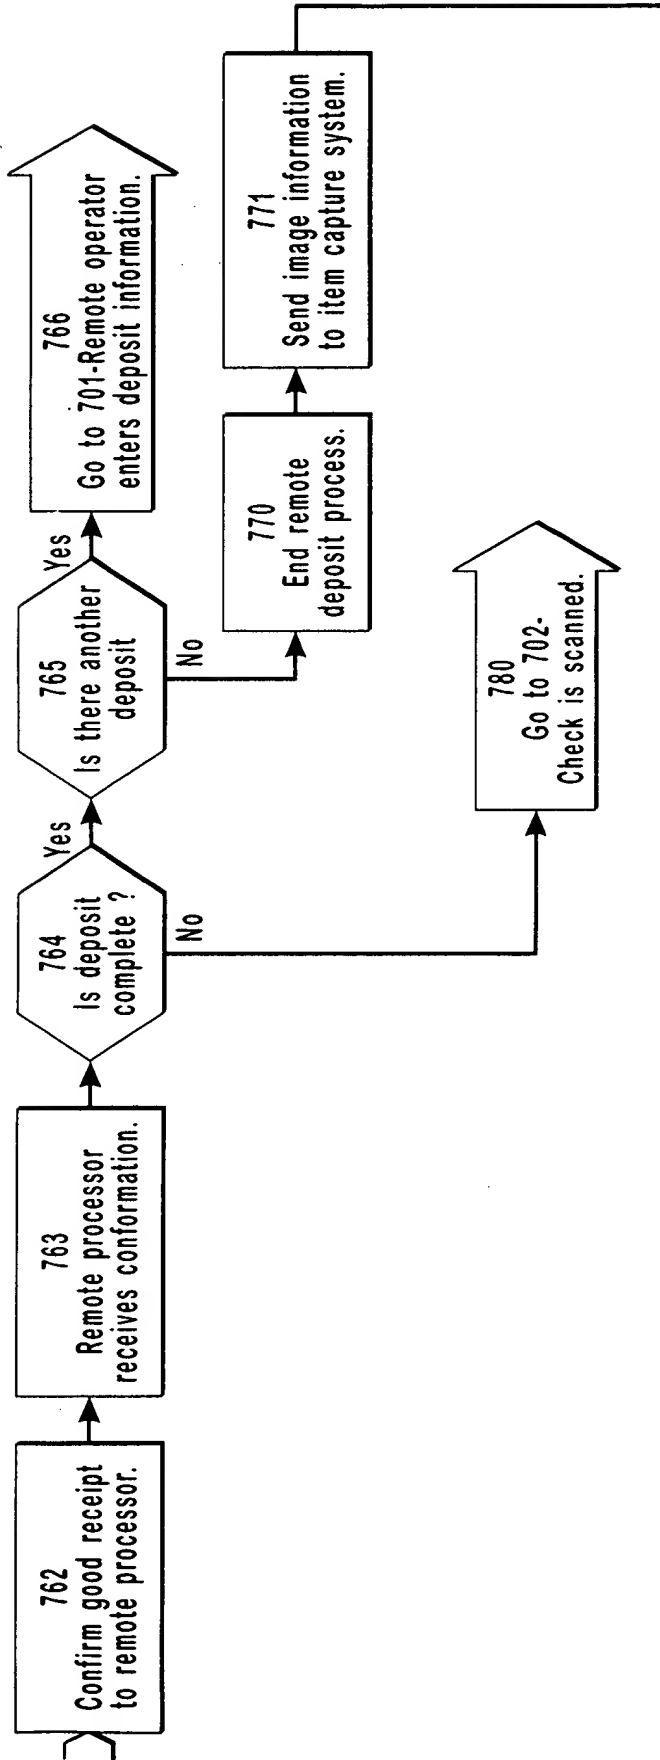 762
Confirm good receipt
to remote processor.
763
Remote processor
receives conformation.
764
Is deposit
complete ?
Yes
No
765
Is there another
deposit
Yes
No
766
Go to 701-Remote operator
enters deposit information.
770
End remote
deposit process.
771
Send image information
to item capture system.
780
Go to 702-
Check is scanned.